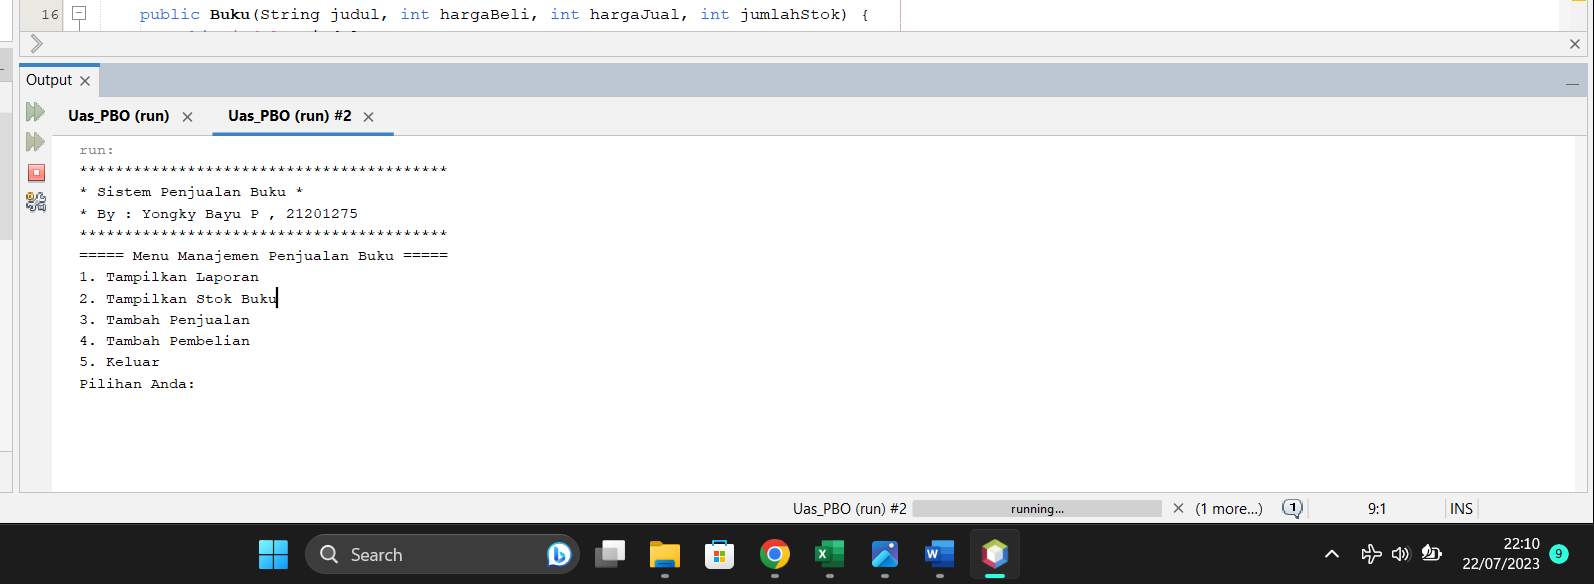 16 public Buku(String judul, int hargaBeli, int hargaJual, int jumlahStok) {
Output
Uas_PBO (run)
Uas_PBO (run) #2
run:
*****************************************
* Sistem Penjualan Buku *
* By : Yongky Bayu P , 21201275
*****************************************
===== Menu Manajemen Penjualan Buku =====
1. Tampilkan Laporan
2. Tampilkan Stok Buku
3. Tambah Penjualan
4. Tambah Pembelian
5. Keluar
Pilihan Anda:
Uas_PBO (run) #2 running... (1 more...) 1 9:1 INS
Search
22:10
22/07/2023
9